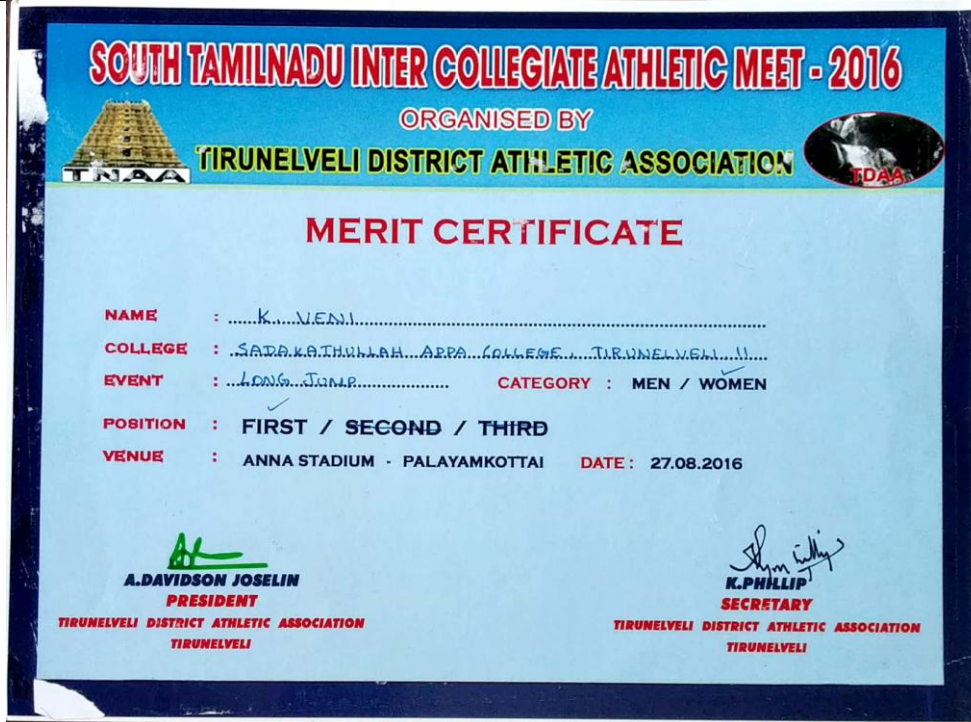 SOUTH TAMILNADU INTER COLLEGIATE ATHLETIC MEET - 2016
ORGANISED BY
TNAA TIRUNELVELI DISTRICT ATHLETIC ASSOCIATION TDAA
MERIT CERTIFICATE
NAME : K. VENI
COLLEGE : SADAKATHULLAH APPA COLLEGE, TIRUNELVELI 11
EVENT : LONG JUMP CATEGORY : MEN / WOMEN
POSITION : FIRST / SECOND / THIRD
VENUE : ANNA STADIUM - PALAYAMKOTTAI DATE : 27.08.2016
A.DAVIDSON JOSELIN
PRESIDENT
TIRUNELVELI DISTRICT ATHLETIC ASSOCIATION
TIRUNELVELI
K.PHILLIP
SECRETARY
TIRUNELVELI DISTRICT ATHLETIC ASSOCIATION
TIRUNELVELI